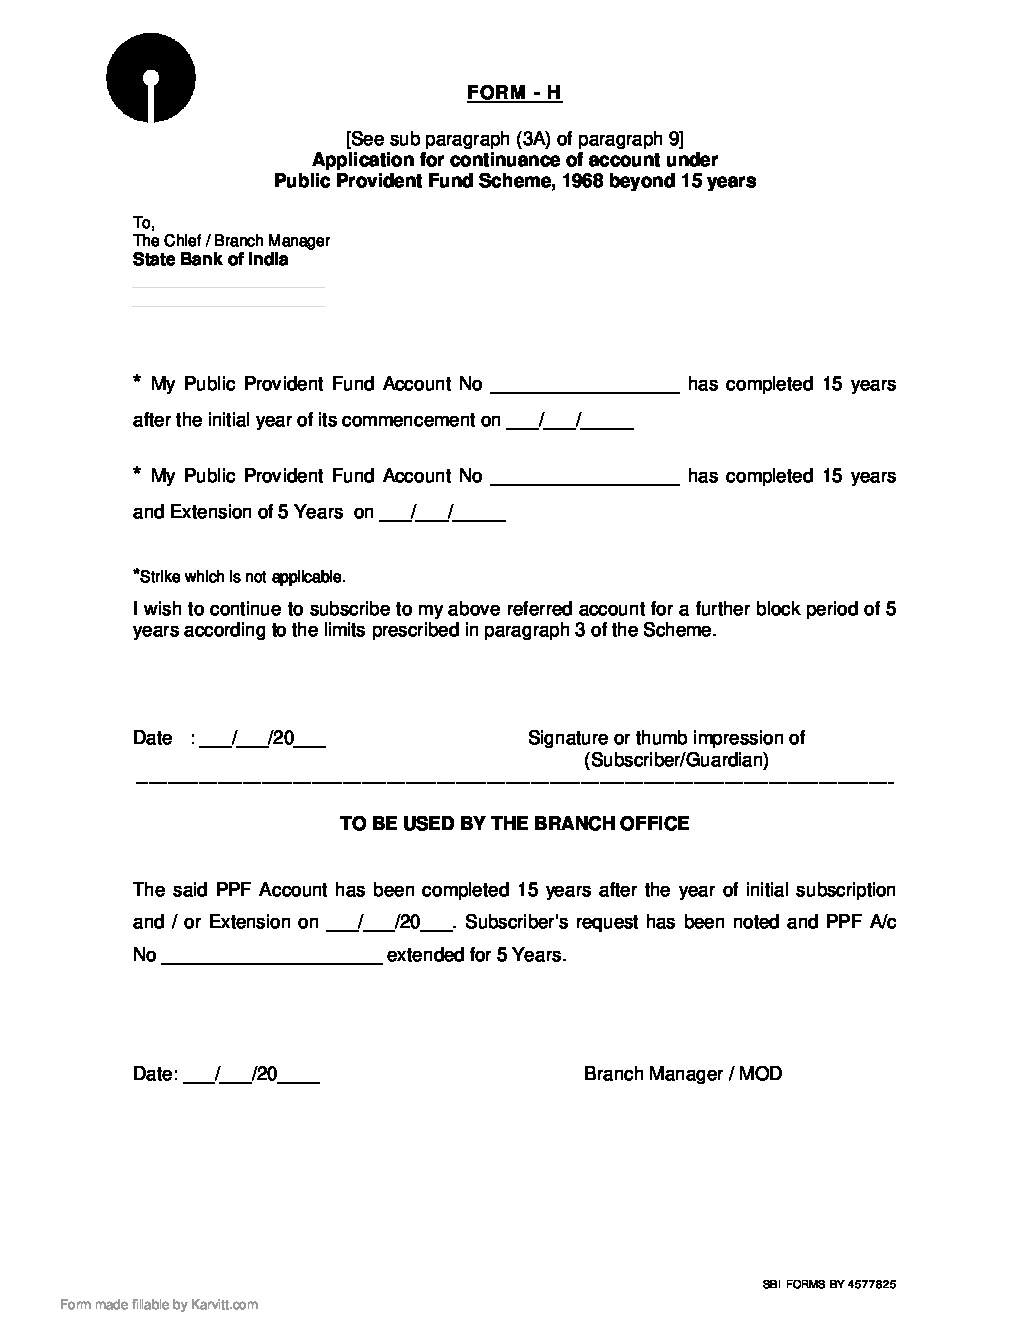 FORM - H
[See sub paragraph (3A) of paragraph 9]
Application for continuance of account under
Public Provident Fund Scheme, 1968 beyond 15 years
To,
The Chief / Branch Manager
State Bank of India
* My Public Provident Fund Account No __________________ has completed 15 years
after the initial year of its commencement on ___/___/_____
* My Public Provident Fund Account No __________________ has completed 15 years
and Extension of 5 Years on ___/___/_____
*Strike which is not applicable.
I wish to continue to subscribe to my above referred account for a further block period of 5
years according to the limits prescribed in paragraph 3 of the Scheme.
Date : ___/___/20___ Signature or thumb impression of
(Subscriber/Guardian)
TO BE USED BY THE BRANCH OFFICE
The said PPF Account has been completed 15 years after the year of initial subscription
and / or Extension on ___/___/20___. Subscriber's request has been noted and PPF A/c
No _____________________ extended for 5 Years.
Date: ___/___/20____ Branch Manager / MOD
SBI FORMS BY 4577825
Form made fillable by Karvitt.com